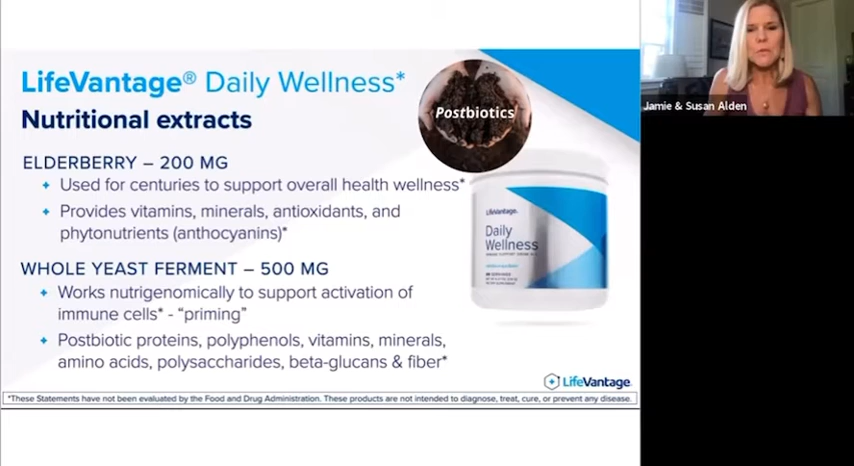 LifeVantage® Daily Wellness*
Nutritional extracts
Postbiotics
ELDERBERRY – 200 MG
Used for centuries to support overall health wellness*
Provides vitamins, minerals, antioxidants, and
phytonutrients (anthocyanins)*
WHOLE YEAST FERMENT – 500 MG
Works nutrigenomically to support activation of
immune cells* - “priming”
Postbiotic proteins, polyphenols, vitamins, minerals,
amino acids, polysaccharides, beta-glucans & fiber*
LifeVantage
Daily
Wellness
LifeVantage
*These Statements have not been evaluated by the Food and Drug Administration. These products are not intended to diagnose, treat, cure, or prevent any disease.
Jamie & Susan Alden